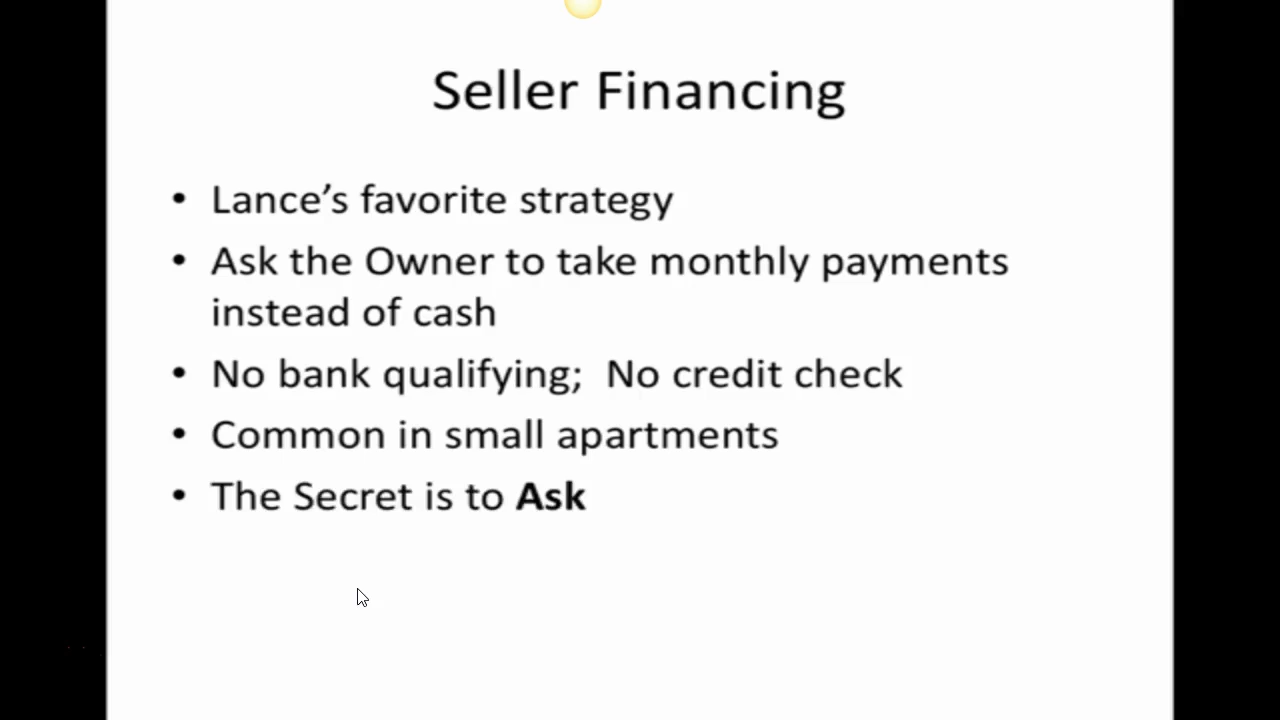 Seller Financing
• Lance’s favorite strategy
• Ask the Owner to take monthly payments
instead of cash
• No bank qualifying;  No credit check
• Common in small apartments
• The Secret is to Ask